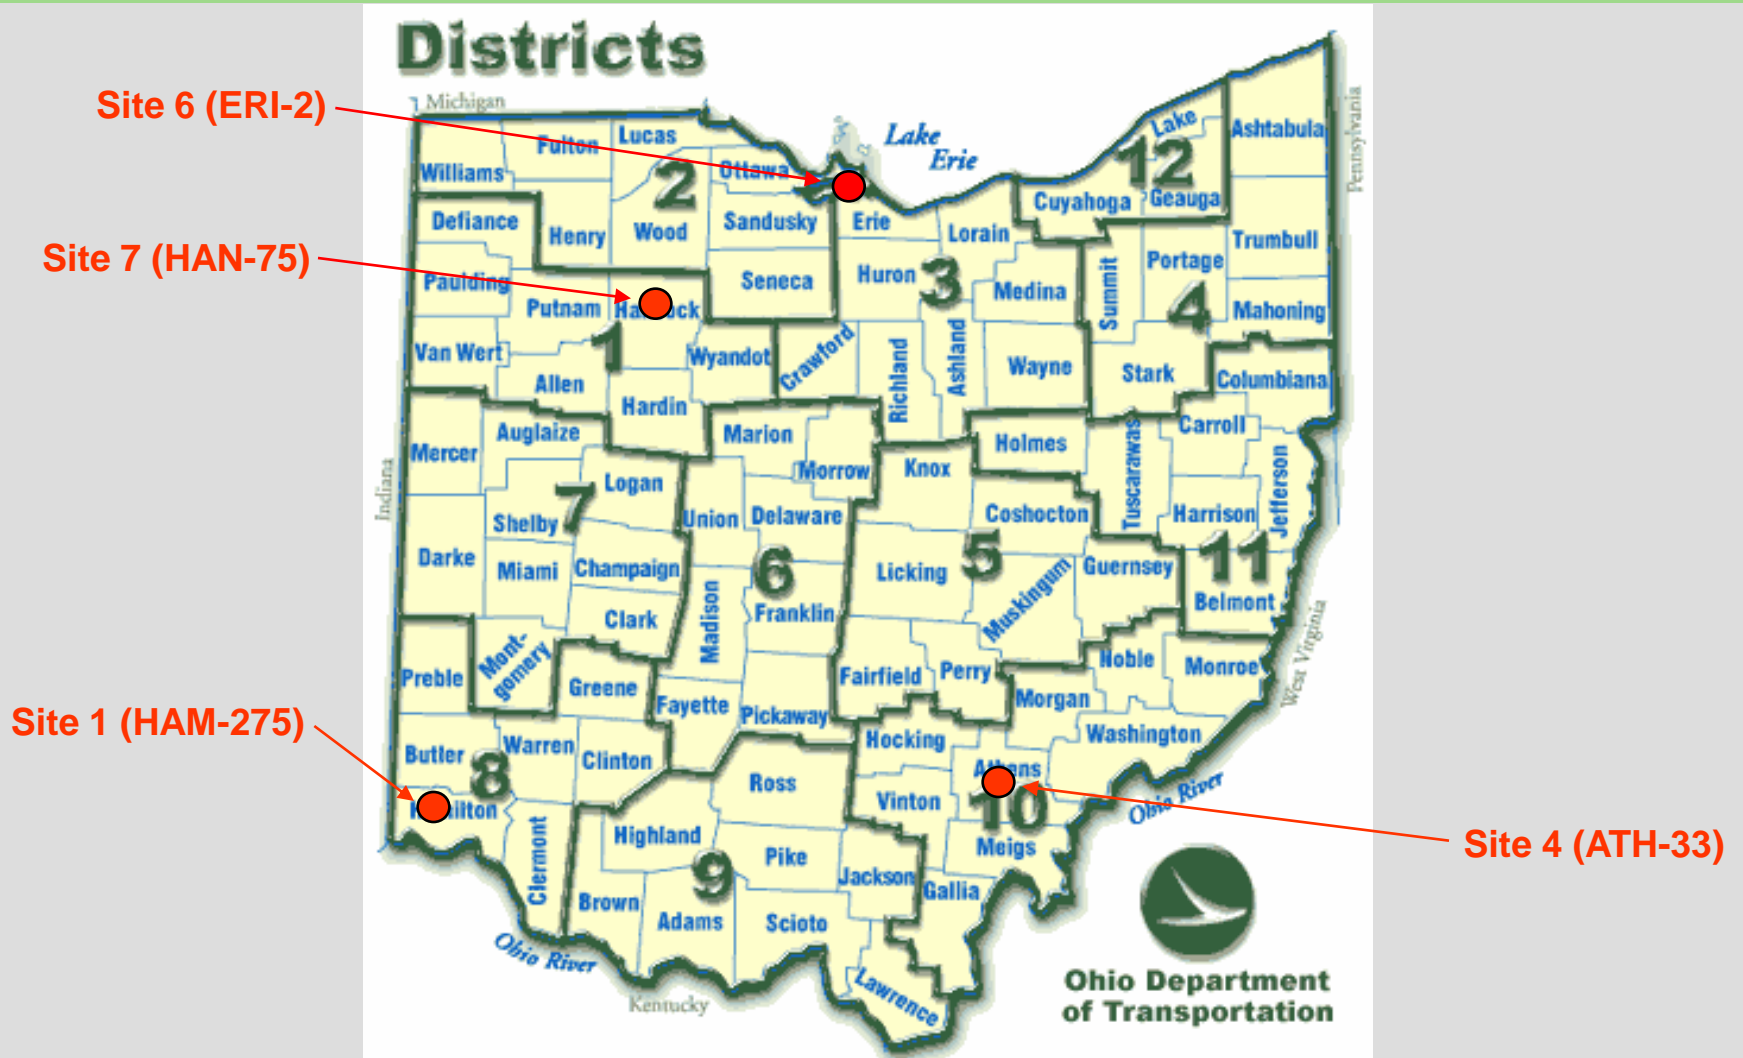 Districts
Michigan
Site 6 (ERI-2)
Lake
Erie
Lake
Ashtabula
Pennsylvania
Fulton
Lucas
Williams
Ottawa
2
12
Cuyahoga
Geauga
Defiance
Henry
Wood
Sandusky
Erie
Lorain
Trumbull
Site 7 (HAN-75)
Paulding
Putnam
Seneca
Huron
3
Medina
Summit
Portage
4
Mahoning
1
Van Wert
Allen
Wyandot
Crawford
Richland
Ashland
Wayne
Stark
Columbiana
Hardin
Mercer
Auglaize
Marion
Morrow
Knox
Holmes
Tuscarawas
Carroll
Jefferson
Indiana
Logan
7
Shelby
Union
Delaware
Coshocton
Harrison
Darke
Miami
Champaign
6
Licking
5
Muskingum
Guernsey
11
Belmont
Clark
Madison
Franklin
West Virginia
Preble
Mont-
gomery
Greene
Fayette
Pickaway
Fairfield
Perry
Morgan
Noble
Monroe
Site 1 (HAM-275)
Butler
Warren
Clinton
8
Hocking
Washington
Ross
Vinton
10
Ohio River
Clermont
Highland
Pike
Jackson
Meigs
Site 4 (ATH-33)
9
Gallia
Brown
Adams
Scioto
Ohio River
Kentucky
Lawrence
Ohio Department
of Transportation